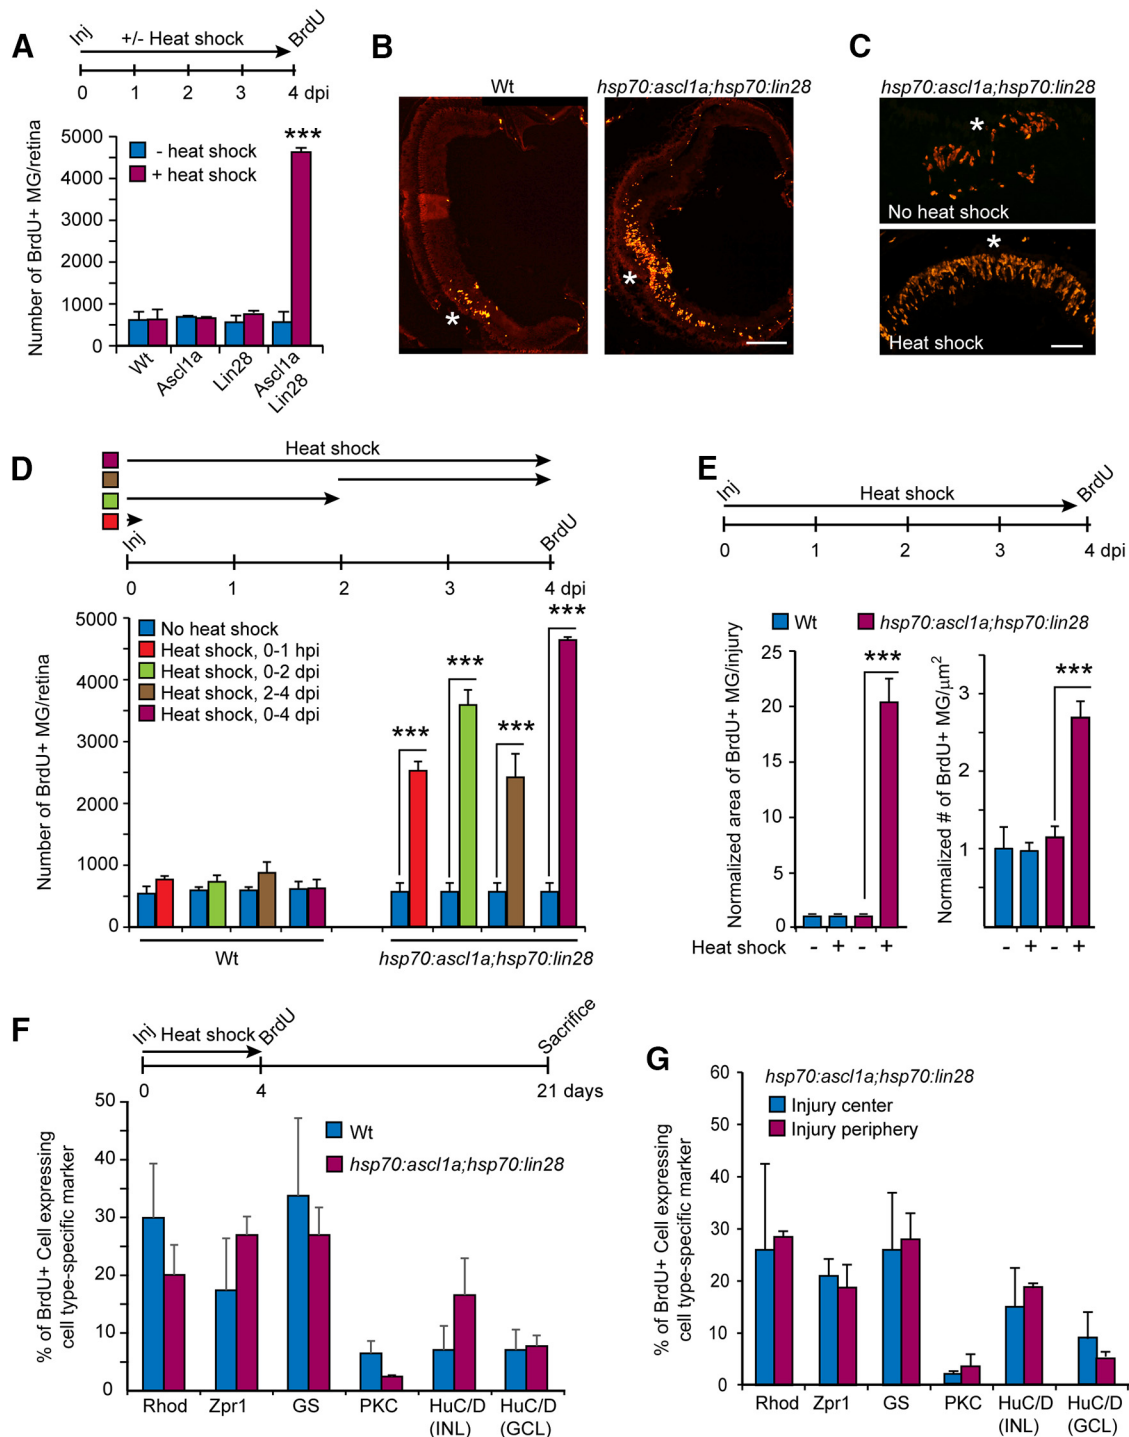 A
Inj
+/- Heat shock
BrdU
0 1 2 3 4 dpi
Number of BrdU+ MG/retina
5000
4000
3000
2000
1000
0
- heat shock
+ heat shock
***
Wt
Ascl1a
Lin28
Ascl1a
Lin28
B
Wt
hsp70:ascl1a;hsp70:lin28
*
*
C
hsp70:ascl1a;hsp70:lin28
*
No heat shock
*
Heat shock
D
Heat shock
Inj
BrdU
0 1 2 3 4 dpi
Number of BrdU+ MG/retina
5000
4000
3000
2000
1000
0
No heat shock
Heat shock, 0-1 hpi
Heat shock, 0-2 dpi
Heat shock, 2-4 dpi
Heat shock, 0-4 dpi
***
***
***
***
Wt
hsp70:ascl1a;hsp70:lin28
E
Inj
Heat shock
BrdU
0 1 2 3 4 dpi
Wt
hsp70:ascl1a;hsp70:lin28
Normalized area of BrdU+ MG/injury
25
20
15
10
5
0
***
Normalized # of BrdU+ MG/μm2
3
2
1
***
Heat shock - + - + - + - +
F
Inj
Heat shock
BrdU
Sacrifice
0 4 21 days
% of BrdU+ Cell expressing
cell type-specific marker
50
40
30
20
10
0
Wt
hsp70:ascl1a;hsp70:lin28
Rhod Zpr1 GS PKC HuC/D HuC/D
(INL) (GCL)
G
% of BrdU+ Cell expressing
cell type-specific marker
60
50
40
30
20
10
0
hsp70:ascl1a;hsp70:lin28
Injury center
Injury periphery
Rhod Zpr1 GS PKC HuC/D HuC/D
(INL) (GCL)